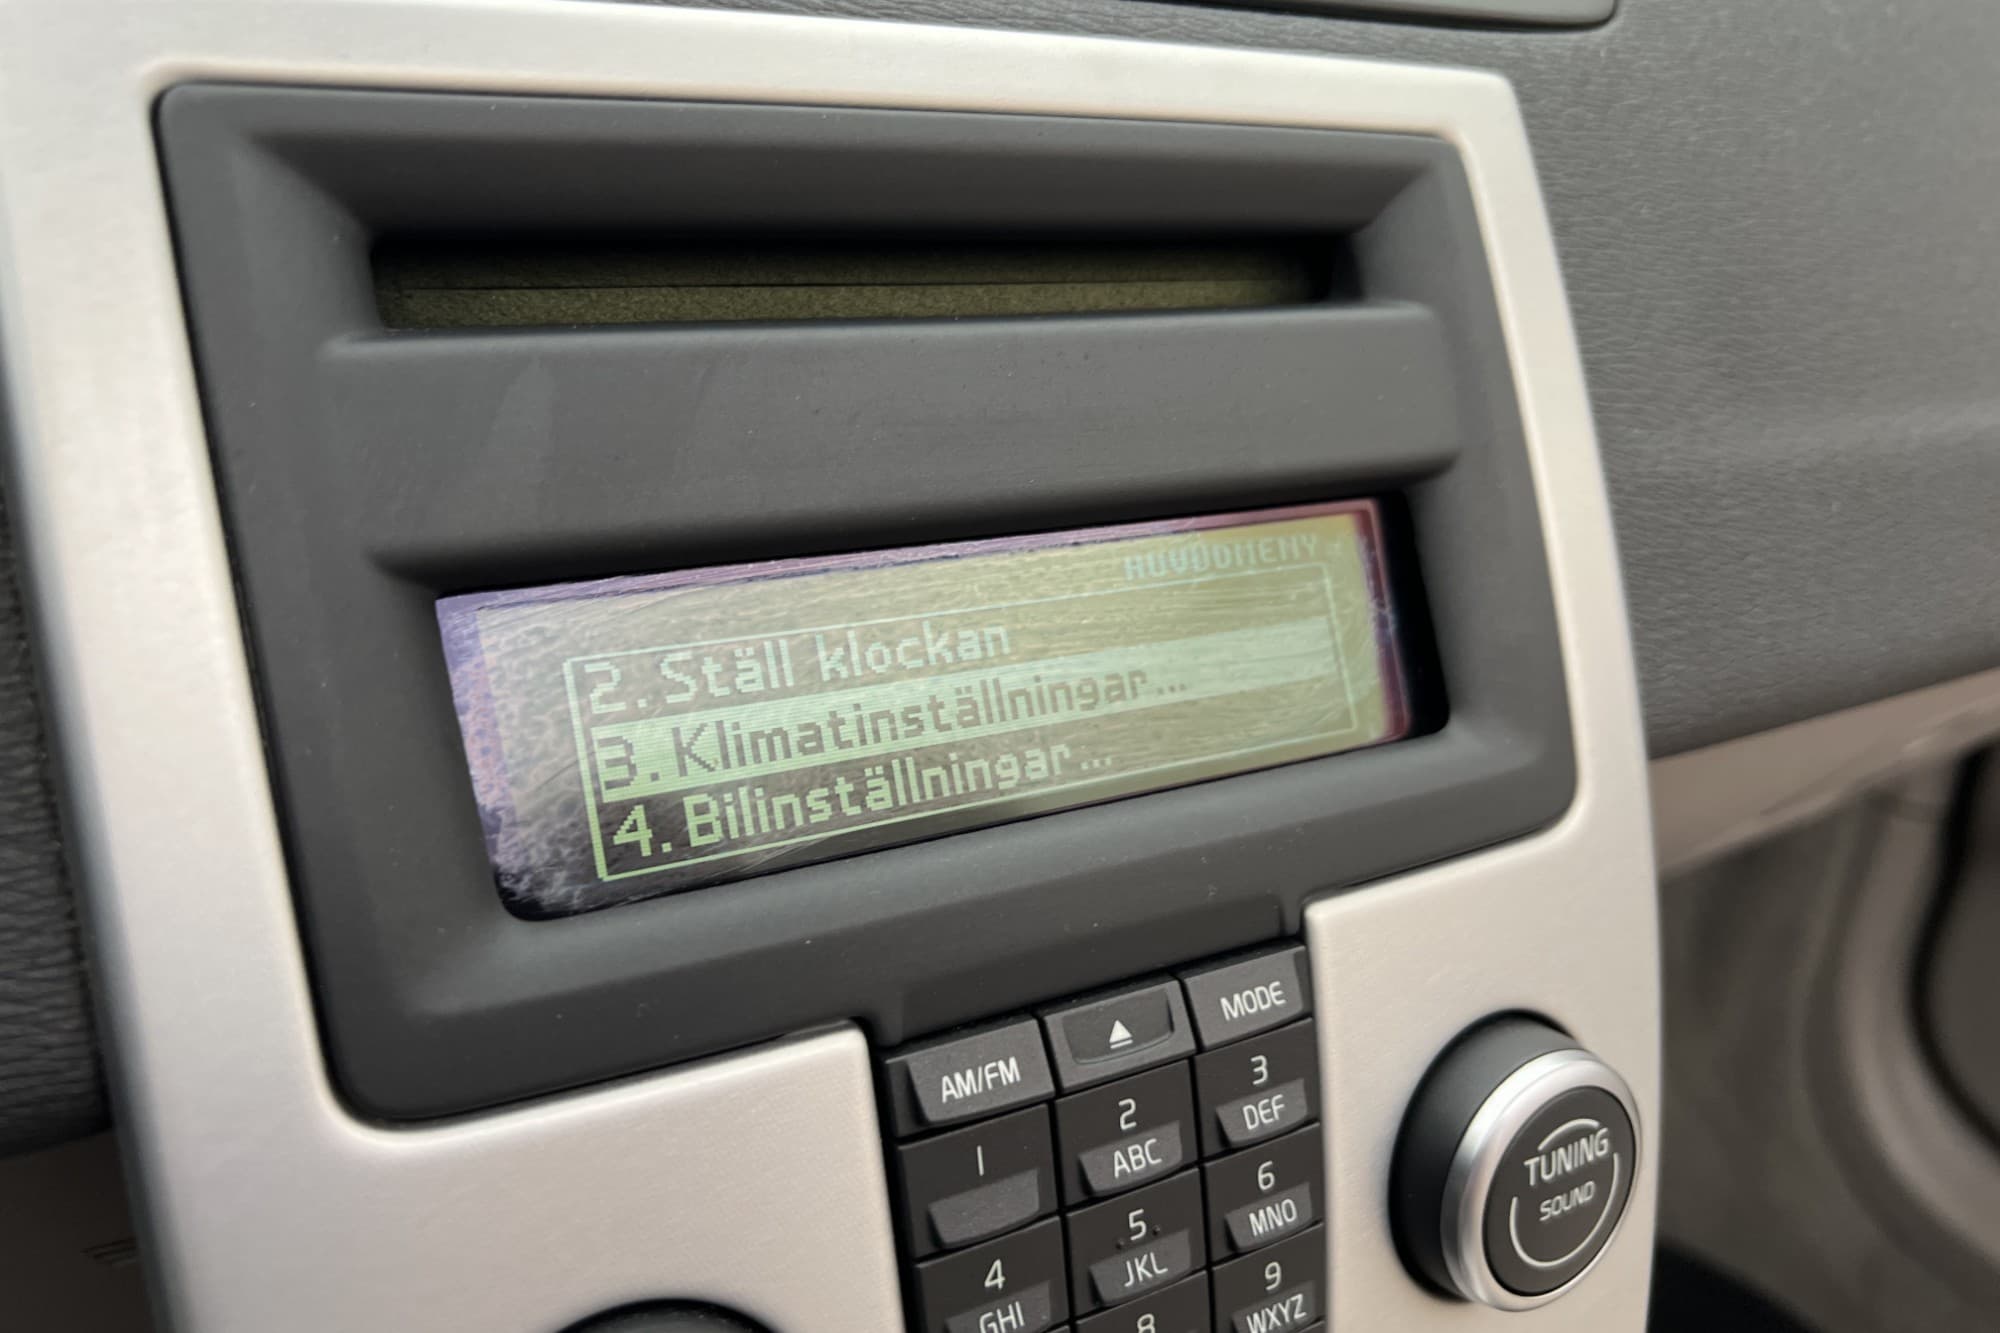 HUVUDMENY
2. Ställ klockan
3. Klimatinställningar...
4. Bilinställningar...
MODE
AM/FM
3
DEF
2
ABC
1
6
MNO
5
JKL
4
GHI
9
WXYZ
8
TUNING
SOUND